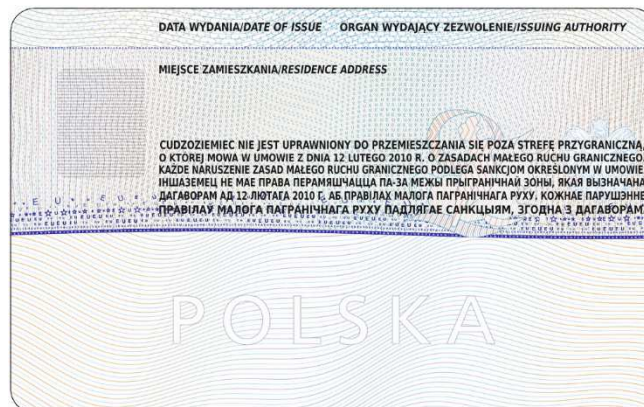 DATA WYDANIA/DATE OF ISSUE ORGAN WYDAJĄCY ZEZWOLENIE/ISSUING AUTHORITY
MIEJSCE ZAMIESZKANIA/RESIDENCE ADDRESS
CUDZOZIEMIEC NIE JEST UPRAWNIONY DO PRZEMIESZCZANIA SIĘ POZA STREFĘ PRZYGRANICZNĄ,
O KTÓREJ MOWA W UMOWIE Z DNIA 12 LUTEGO 2010 R. O ZASADACH MAŁEGO RUCHU GRANICZNEGO.
KAŻDE NARUSZENIE ZASAD MAŁEGO RUCHU GRANICZNEGO PODLEGA SANKCJOM OKREŚLONYM W UMOWIE.
ІНШАЗЕМЕЦ НЕ МАЕ ПРАВА ПЕРАМЯШЧАЦЦА ПА-ЗА МЕЖЫ ПРЫГРАНІЧНАЙ ЗОНЫ, ЯКАЯ ВЫЗНАЧАНА
ДАГАВОРАМ АД 12 ЛЮТАГА 2010 Г. АБ ПРАВІЛАХ МАЛОГА ПАГРАНІЧНАГА РУХУ. КОЖНАЕ ПАРУШЭННЕ
ПРАВІЛАЎ МАЛОГА ПАГРАНІЧНАГА РУХУ ПАДЛЯГАЕ САНКЦЫЯМ, ЗГОДНА З ДАГАВОРАМ
POLSKA